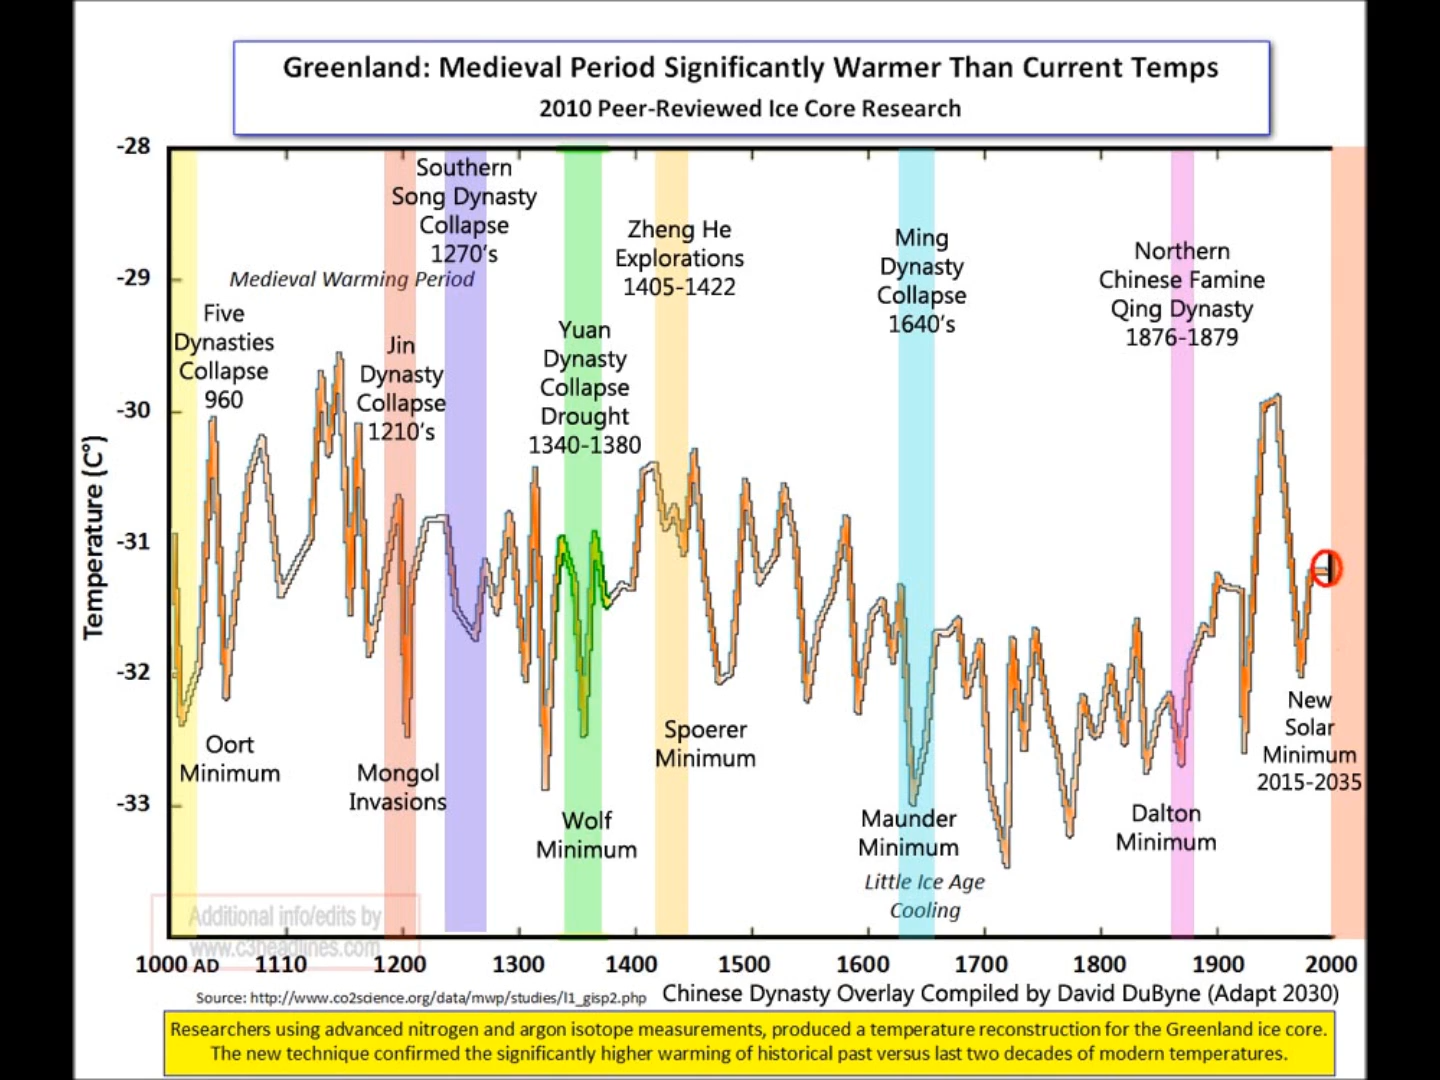 Greenland: Medieval Period Significantly Warmer Than Current Temps
2010 Peer-Reviewed Ice Core Research
-28
-29
-30
-31
-32
-33
Temperature (C°)
Southern
Song Dynasty
Collapse
1270's
Medieval Warming Period
Five
Dynasties
Collapse
960
Jin
Dynasty
Collapse
1210's
Yuan
Dynasty
Collapse
Drought
1340-1380
Zheng He
Explorations
1405-1422
Ming
Dynasty
Collapse
1640's
Northern
Chinese Famine
Qing Dynasty
1876-1879
Oort
Minimum
Mongol
Invasions
Wolf
Minimum
Spoerer
Minimum
Maunder
Minimum
Little Ice Age
Cooling
Dalton
Minimum
New
Solar
Minimum
2015-2035
Additional info/edits by
www.c3headlines.com
1000 AD 1110 1200 1300 1400 1500 1600 1700 1800 1900 2000
Source: http://www.co2science.org/data/mwp/studies/l1_gisp2.php
Chinese Dynasty Overlay Compiled by David DuByne (Adapt 2030)
Researchers using advanced nitrogen and argon isotope measurements, produced a temperature reconstruction for the Greenland ice core.
The new technique confirmed the significantly higher warming of historical past versus last two decades of modern temperatures.